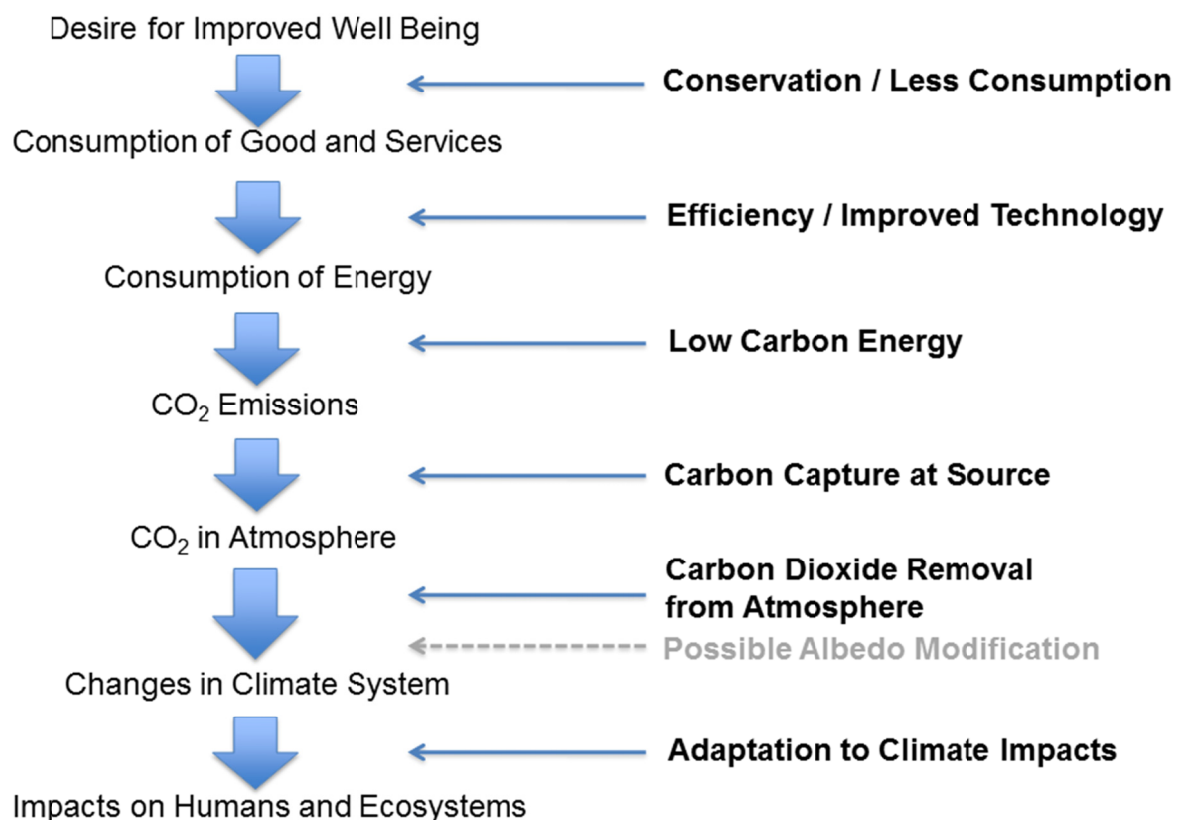 Desire for Improved Well Being
Conservation / Less Consumption
Consumption of Good and Services
Efficiency / Improved Technology
Consumption of Energy
Low Carbon Energy
CO₂ Emissions
Carbon Capture at Source
CO₂ in Atmosphere
Carbon Dioxide Removal
from Atmosphere
Possible Albedo Modification
Changes in Climate System
Adaptation to Climate Impacts
Impacts on Humans and Ecosystems